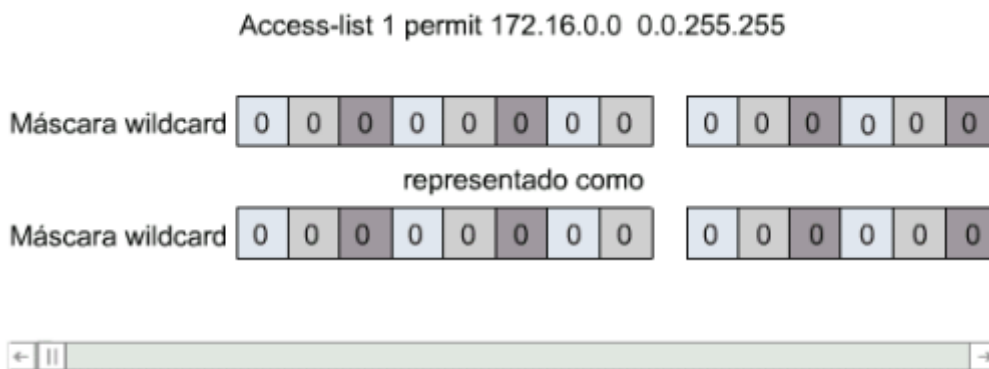 Access-list 1 permit 172.16.0.0 0.0.255.255
Máscara wildcard 0 0 0 0 0 0 0 0 0 0 0 0 0 0
representado como
Máscara wildcard 0 0 0 0 0 0 0 0 0 0 0 0 0 0